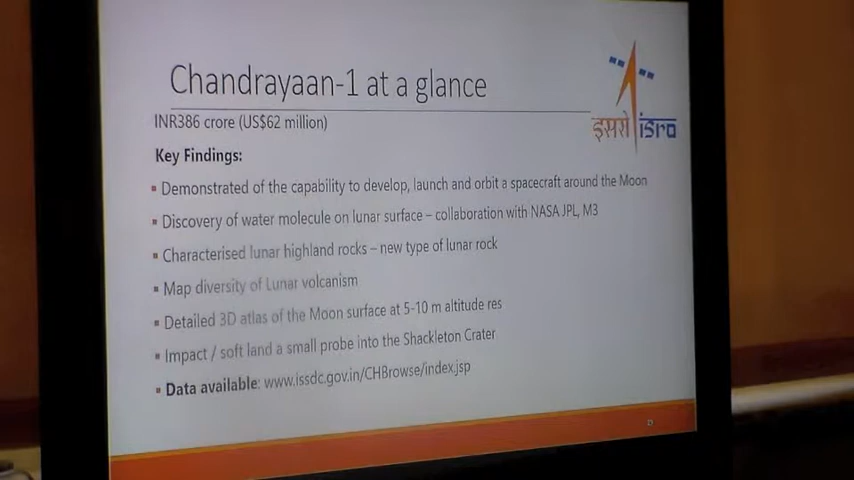 Chandrayaan-1 at a glance
INR386 crore (US$62 million)
इसरो isro
Key Findings:
Demonstrated of the capability to develop, launch and orbit a spacecraft around the Moon
Discovery of water molecule on lunar surface – collaboration with NASA JPL, M3
Characterised lunar highland rocks – new type of lunar rock
Map diversity of Lunar volcanism
Detailed 3D atlas of the Moon surface at 5-10 m altitude res
Impact / soft land a small probe into the Shackleton Crater
Data available: www.issdc.gov.in/CHBrowse/index.jsp